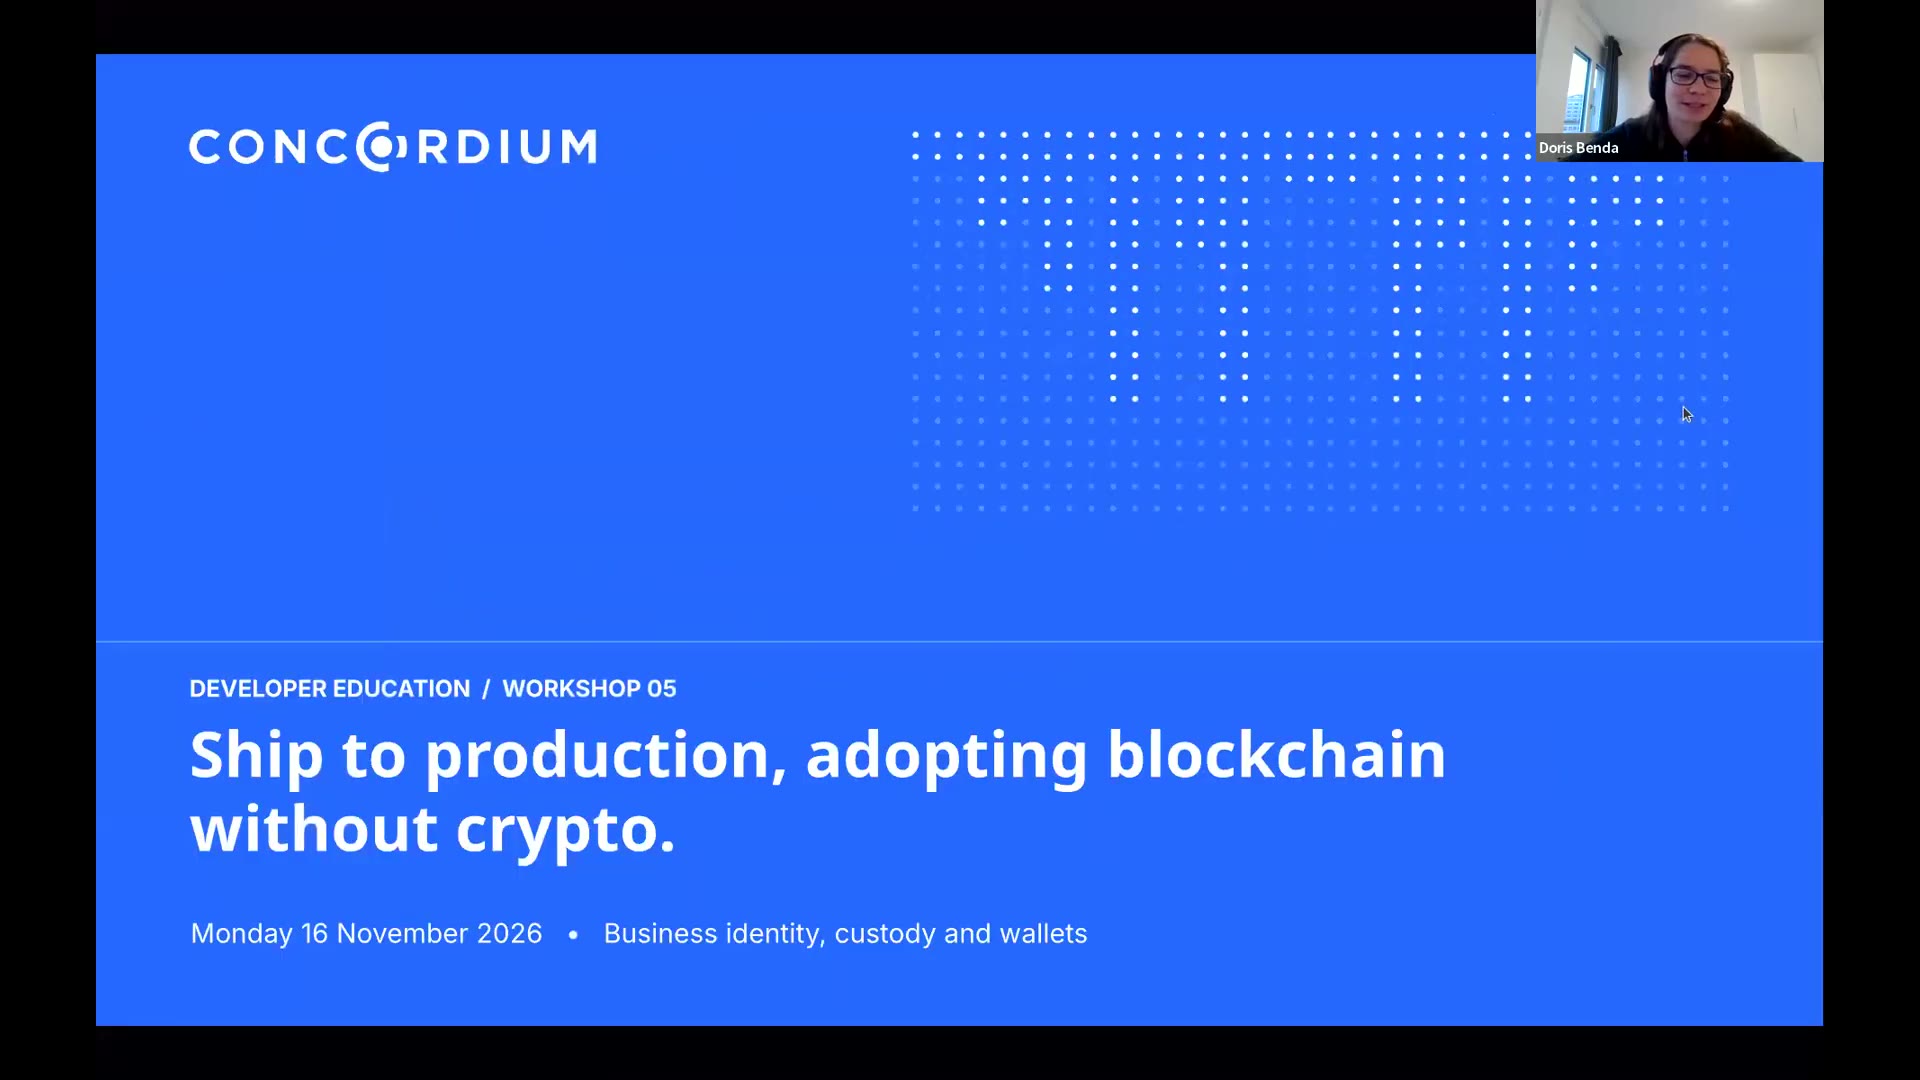 CONCORDIUM
Doris Benda
DEVELOPER EDUCATION / WORKSHOP 05
Ship to production, adopting blockchain
without crypto.
Monday 16 November 2026 • Business identity, custody and wallets